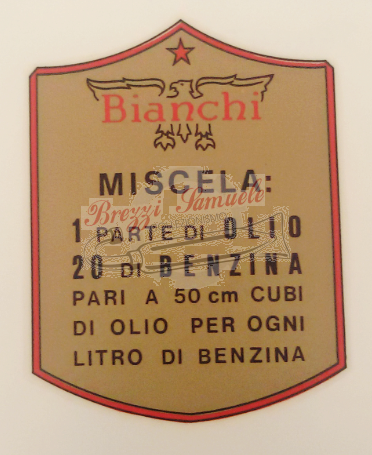 Bianchi
MISCELA:
Brezzi Samuele
1 PARTE DI OLIO
20 DI BENZINA
PARI A 50 cm CUBI
DI OLIO PER OGNI
LITRO DI BENZINA